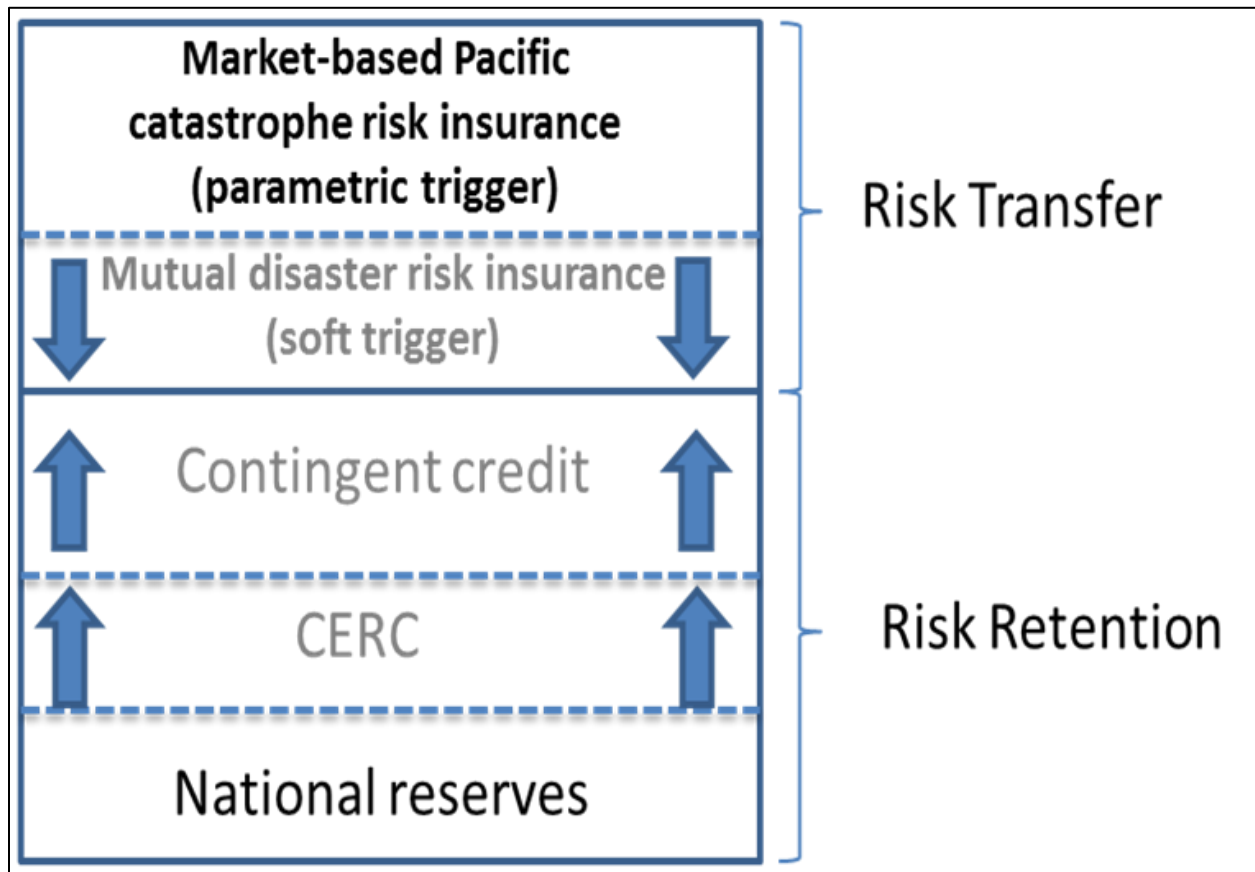 Market-based Pacific
catastrophe risk insurance
(parametric trigger)
Risk Transfer
Mutual disaster risk insurance
(soft trigger)
Contingent credit
CERC
Risk Retention
National reserves